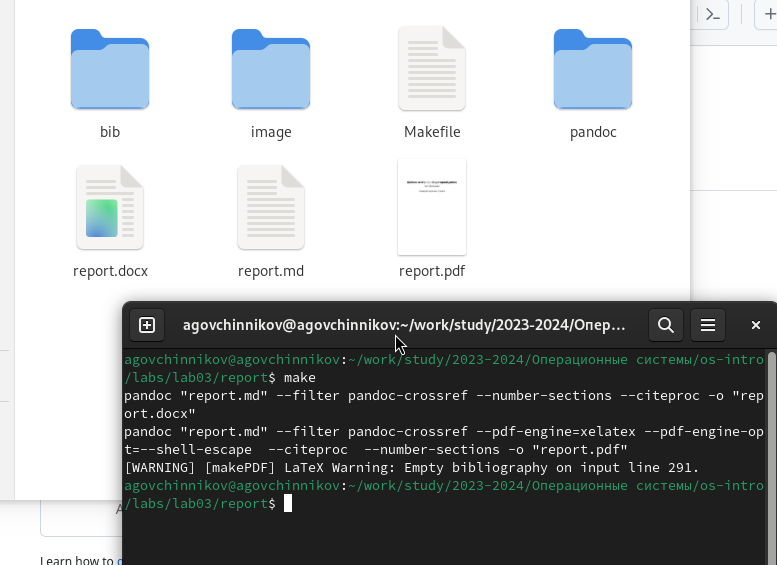 bib
image
Makefile
pandoc
report.docx
report.md
report.pdf
agovchinnikov@agovchinnikov:~/work/study/2023-2024/Опер...
agovchinnikov@agovchinnikov:~/work/study/2023-2024/Операционные системы/os-intro
/labs/lab03/report$ make
pandoc "report.md" --filter pandoc-crossref --number-sections --citeproc -o "rep
ort.docx"
pandoc "report.md" --filter pandoc-crossref --pdf-engine=xelatex --pdf-engine-op
t=--shell-escape  --citeproc  --number-sections -o "report.pdf"
[WARNING] [makePDF] LaTeX Warning: Empty bibliography on input line 291.
agovchinnikov@agovchinnikov:~/work/study/2023-2024/Операционные системы/os-intro
/labs/lab03/report$
Learn how to